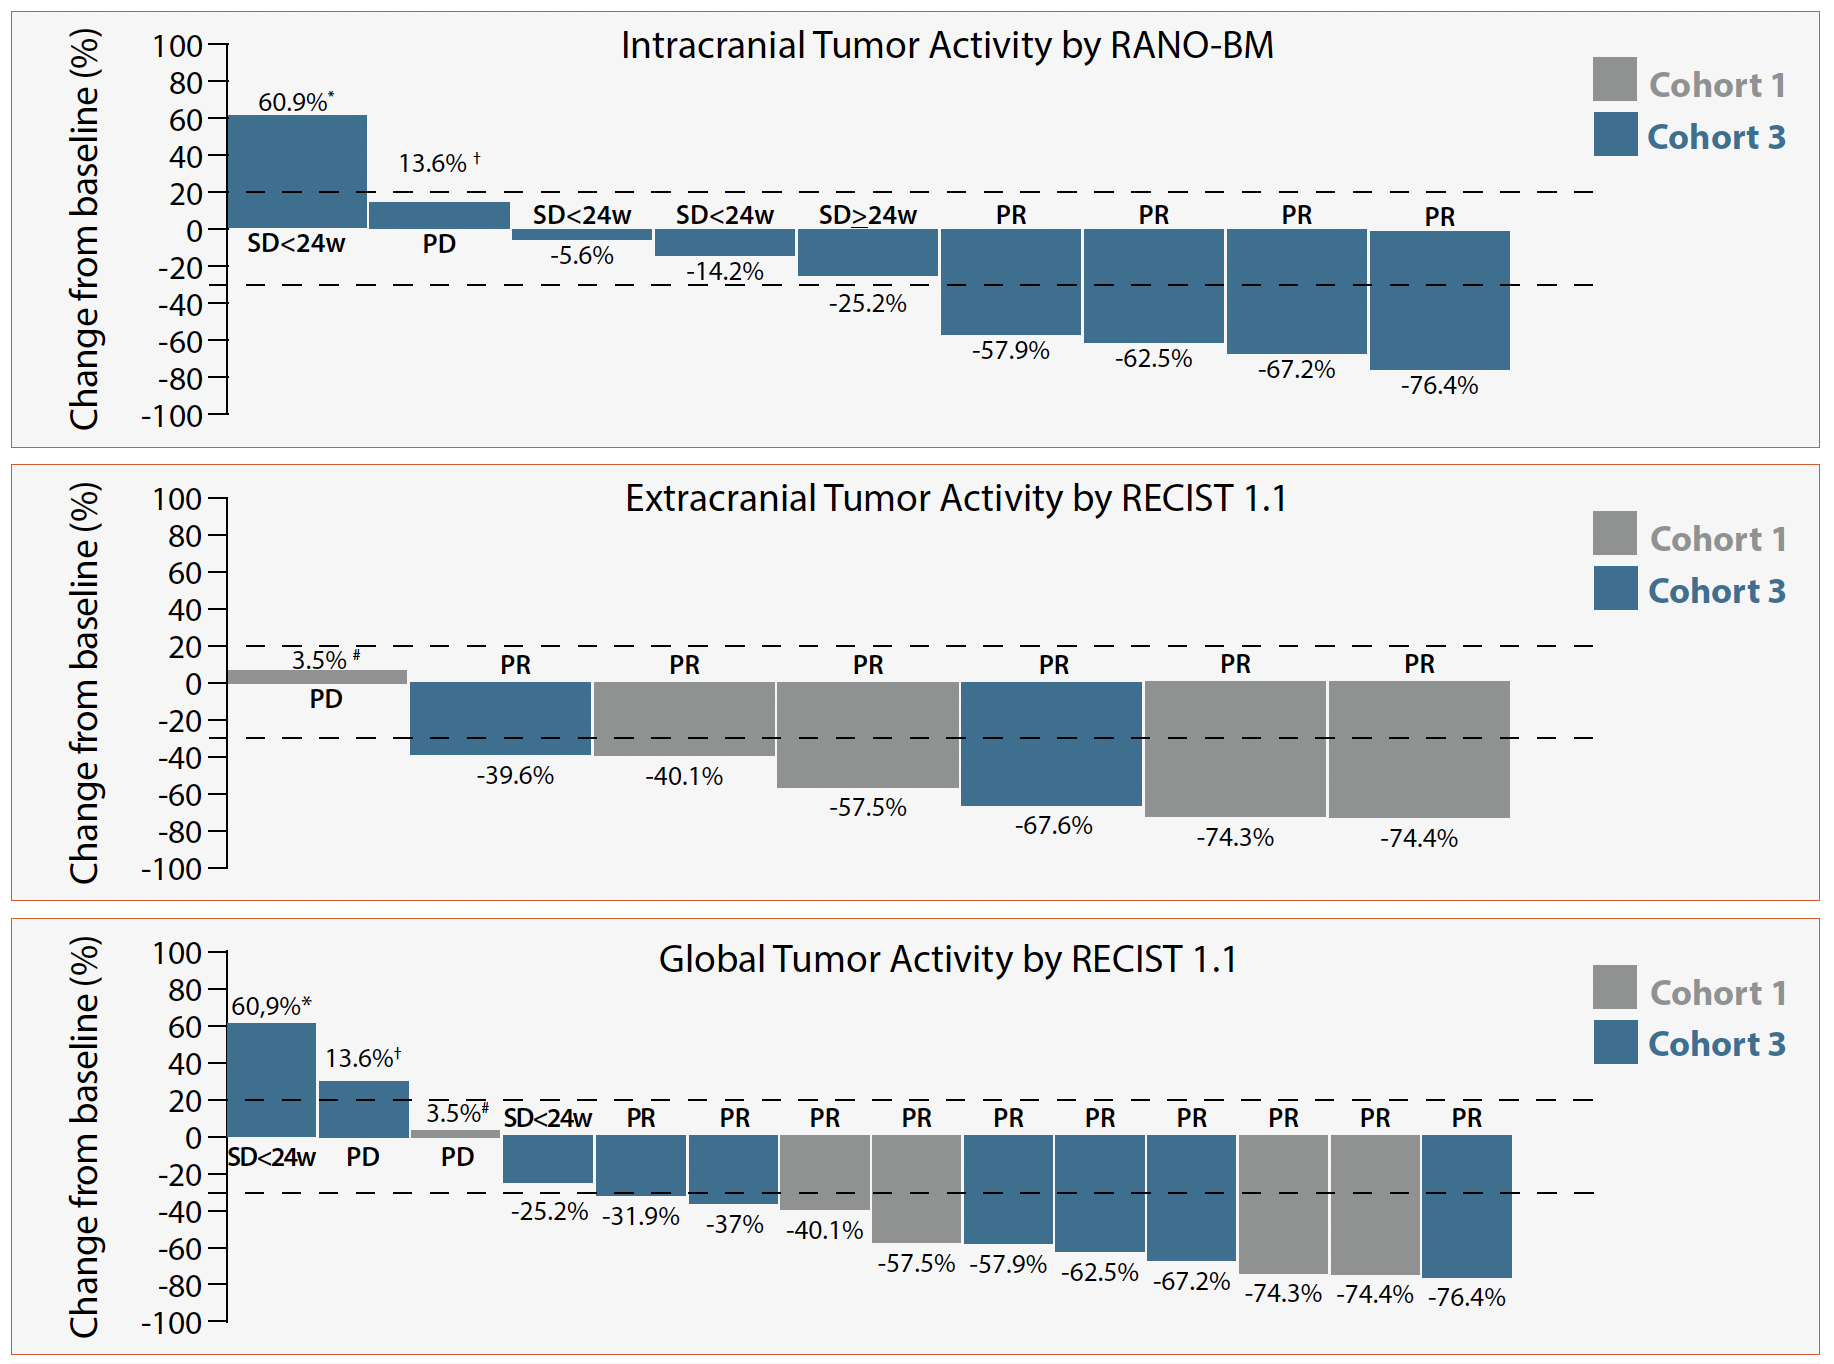 Intracranial Tumor Activity by RANO-BM
Change from baseline (%)
100
80
60
40
20
0
-20
-40
-60
-80
-100
60.9%*
13.6% †
SD<24w
PD
SD<24w
SD<24w
SD≥24w
PR
PR
PR
PR
-5.6%
-14.2%
-25.2%
-57.9%
-62.5%
-67.2%
-76.4%
Cohort 1
Cohort 3
Extracranial Tumor Activity by RECIST 1.1
Change from baseline (%)
100
80
60
40
20
0
-20
-40
-60
-80
-100
3.5% #
PD
PR
PR
PR
PR
PR
PR
-39.6%
-40.1%
-57.5%
-67.6%
-74.3%
-74.4%
Cohort 1
Cohort 3
Global Tumor Activity by RECIST 1.1
Change from baseline (%)
100
80
60
40
20
0
-20
-40
-60
-80
-100
60,9%*
13.6%†
3.5%#
SD<24w
PD
PD
SD<24w
PR
PR
PR
PR
PR
PR
PR
PR
PR
PR
-25.2%
-31.9%
-37%
-40.1%
-57.5%
-57.9%
-62.5%
-67.2%
-74.3%
-74.4%
-76.4%
Cohort 1
Cohort 3